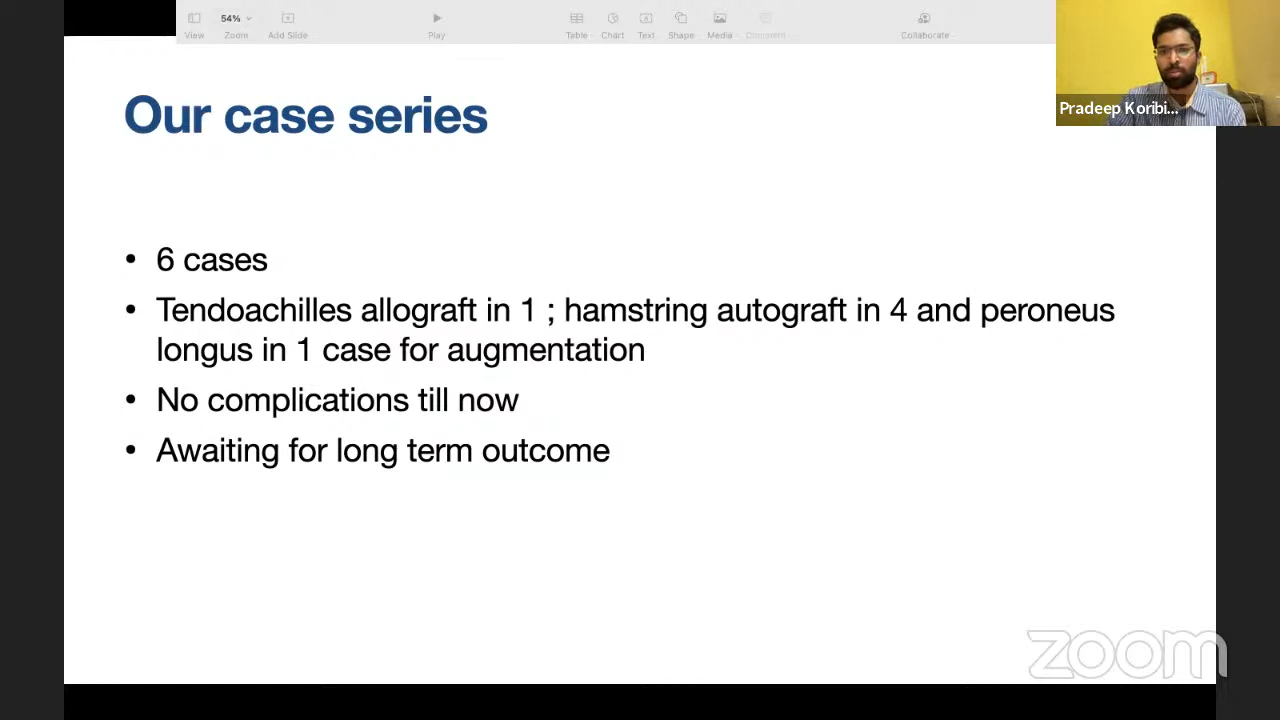 54%
View
Zoom
Add Slide
Play
Table
Chart
Text
Shape
Media
Comment
Collaborate
Pradeep Koribi...
Our case series
• 6 cases
• Tendoachilles allograft in 1 ; hamstring autograft in 4 and peroneus
longus in 1 case for augmentation
• No complications till now
• Awaiting for long term outcome
zoom